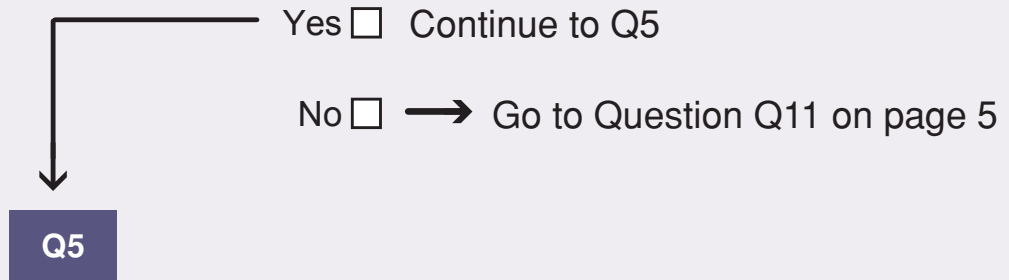 Yes Continue to Q5
No Go to Question Q11 on page 5
Q5